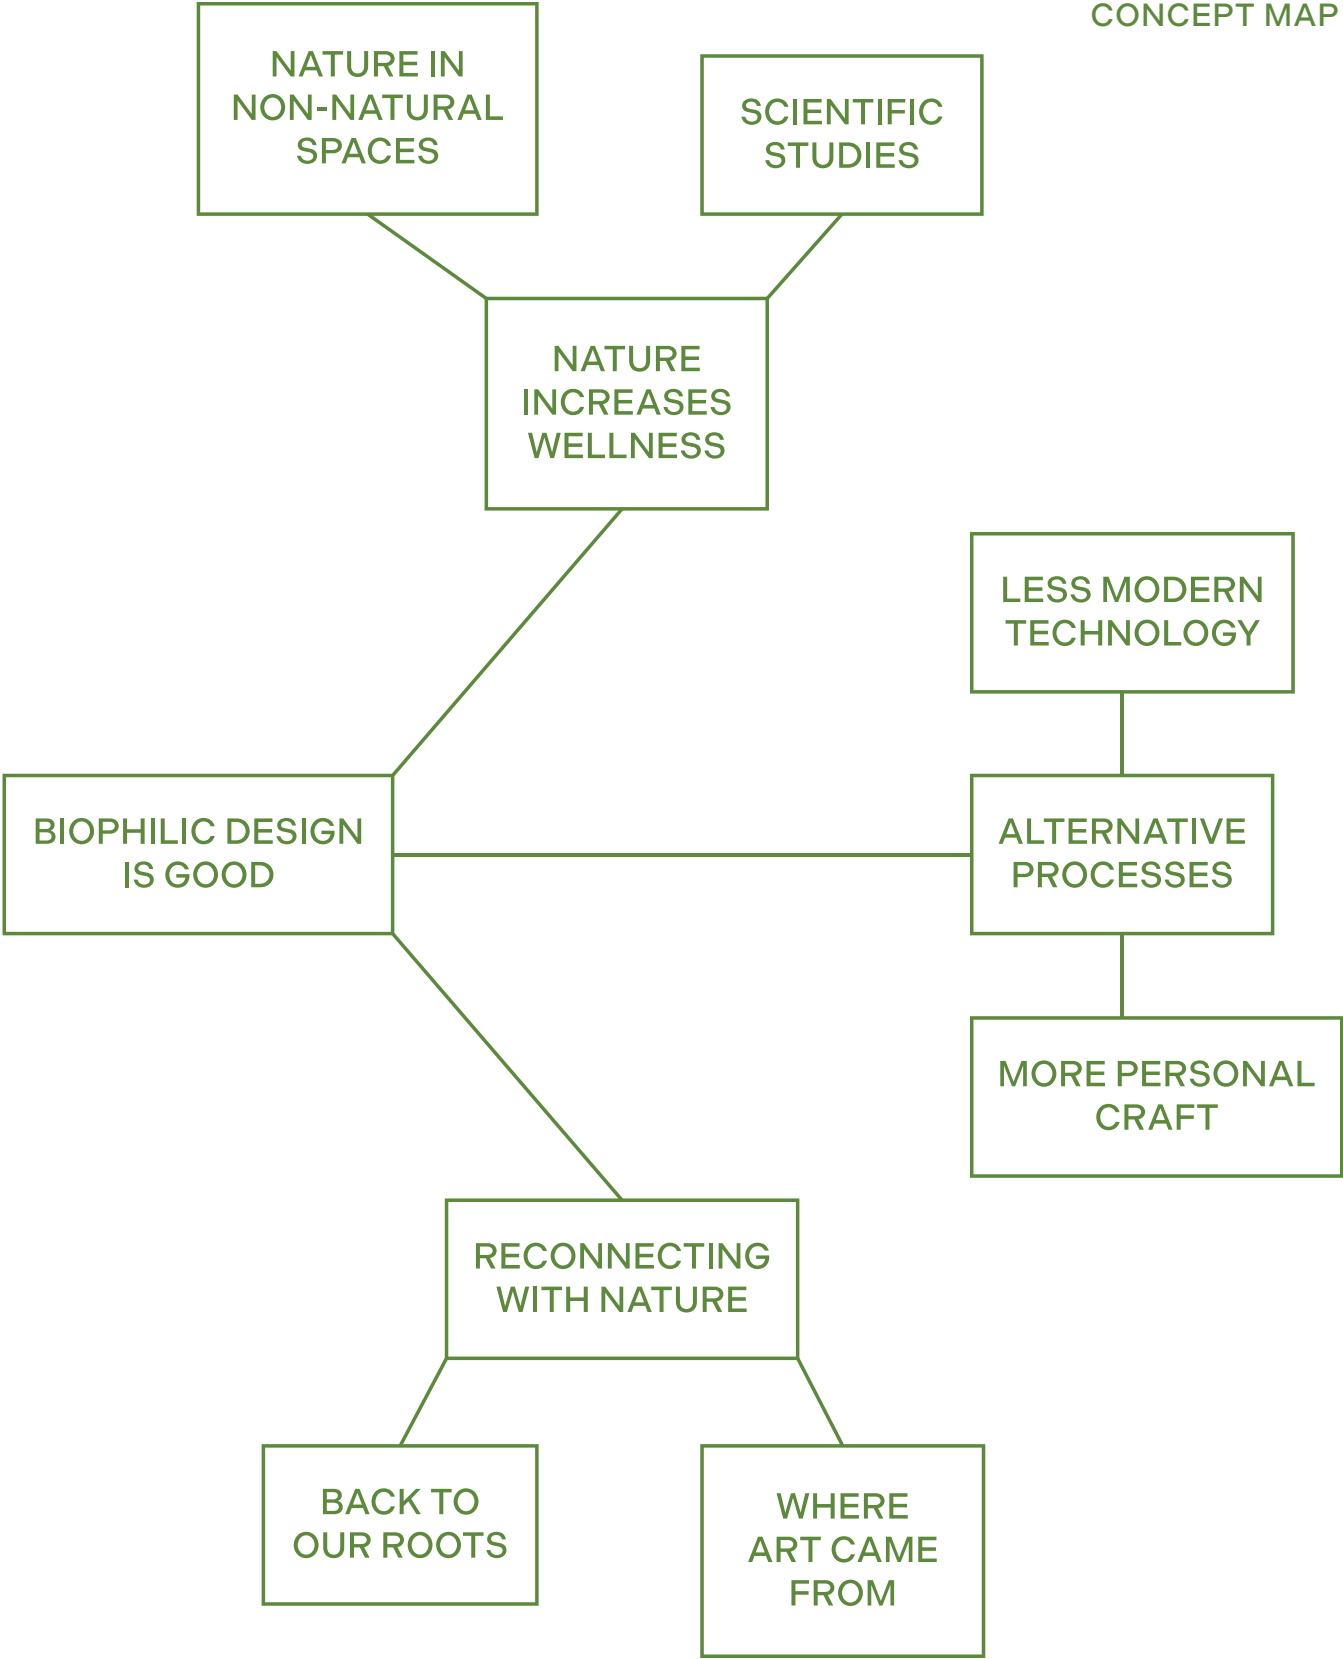 CONCEPT MAP
NATURE IN
NON-NATURAL
SPACES
SCIENTIFIC
STUDIES
NATURE
INCREASES
WELLNESS
LESS MODERN
TECHNOLOGY
BIOPHILIC DESIGN
IS GOOD
ALTERNATIVE
PROCESSES
MORE PERSONAL
CRAFT
RECONNECTING
WITH NATURE
BACK TO
OUR ROOTS
WHERE
ART CAME
FROM